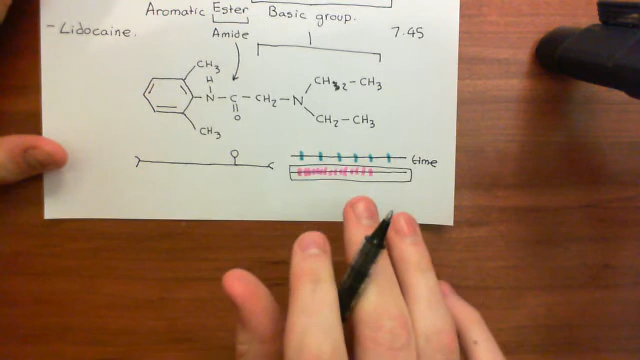 Aromatic Ester Basic group.
- Lidocaine. Amide 7.45
CH3 CH2-CH3
H
N-C-CH2-N
O
CH3 CH2-CH3
time